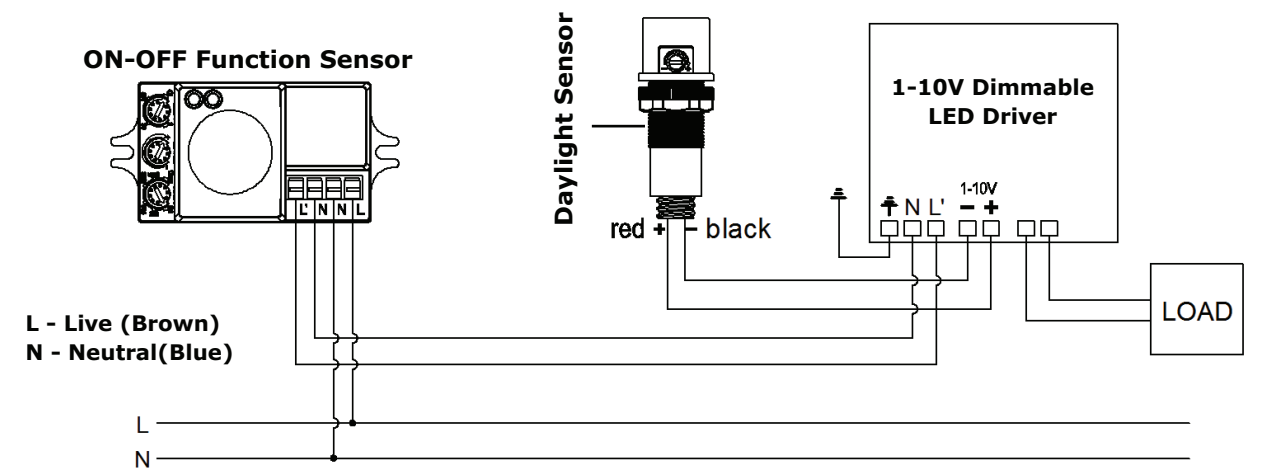 ON-OFF Function Sensor
L' N N L
Daylight Sensor
red + - black
1-10V Dimmable
LED Driver
1-10V
N L' - +
LOAD
L - Live (Brown)
N - Neutral(Blue)
L
N